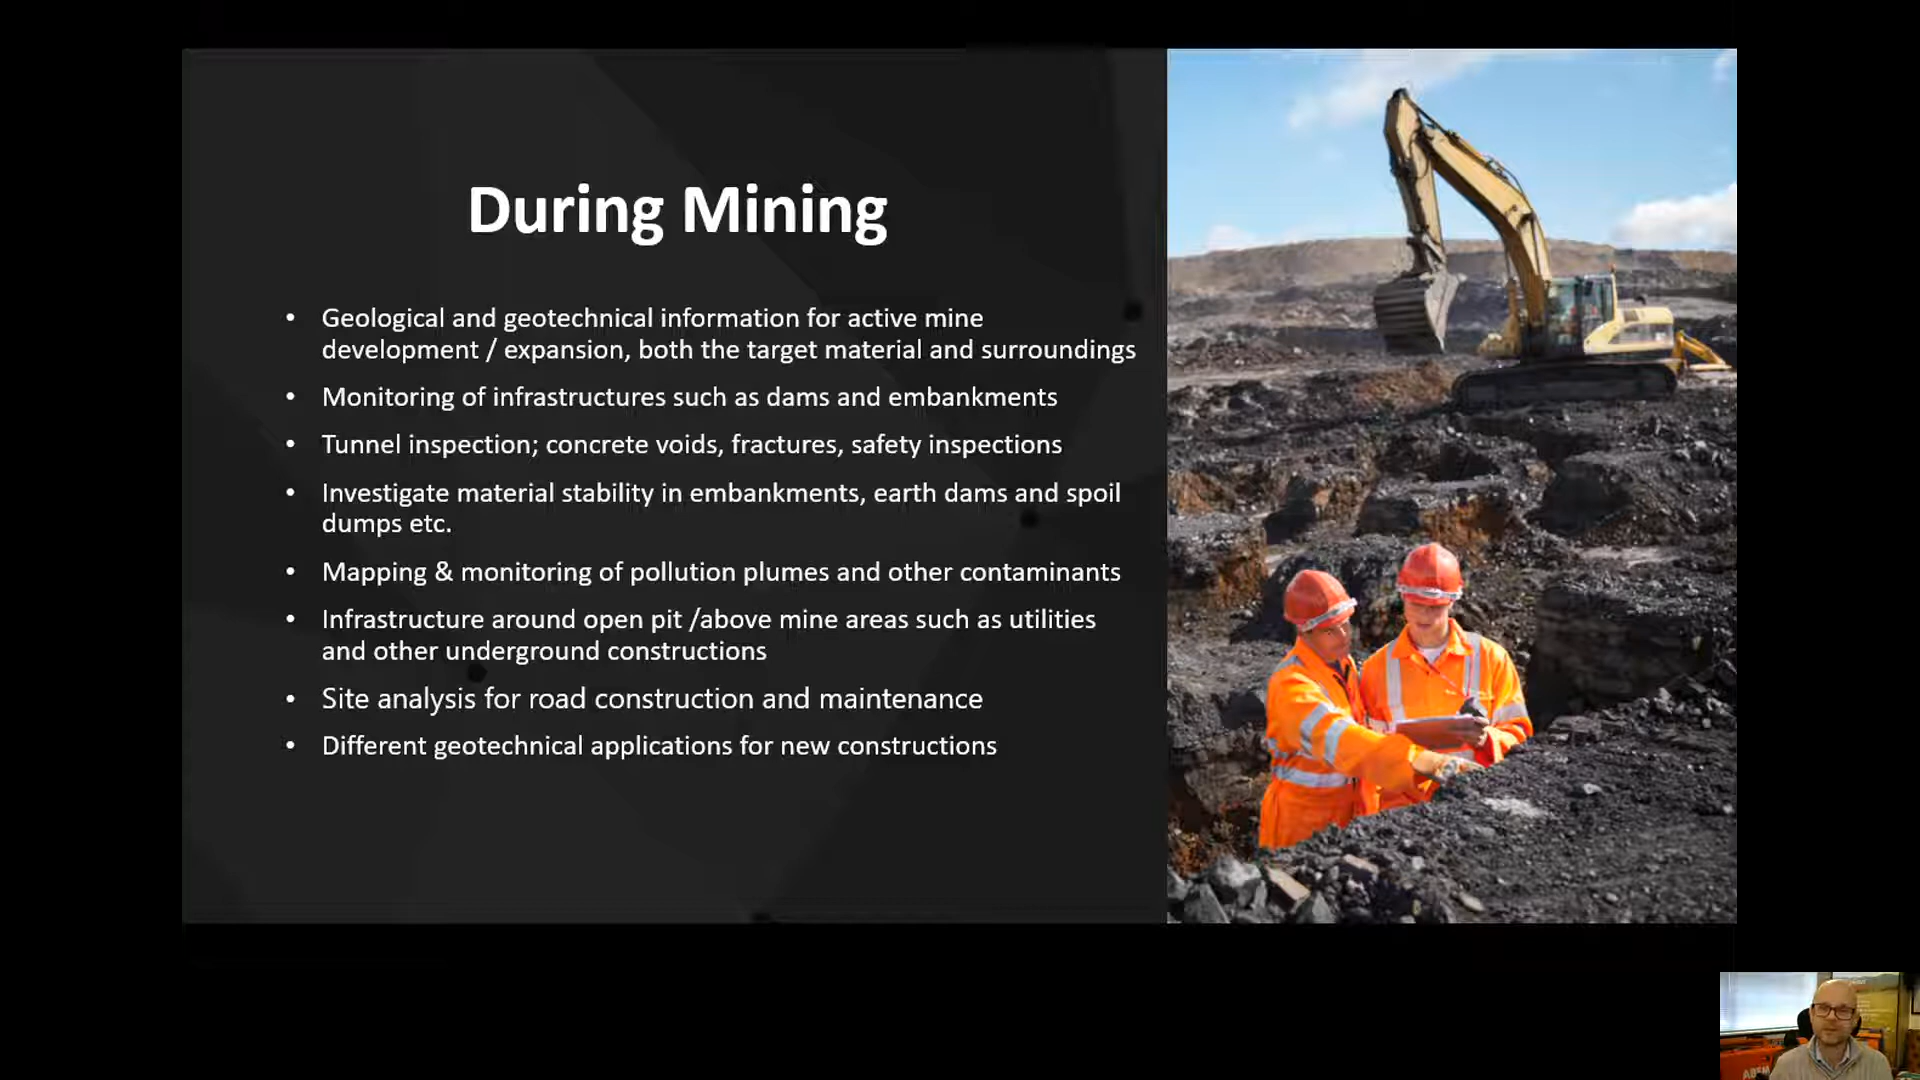 During Mining
• Geological and geotechnical information for active mine
development / expansion, both the target material and surroundings
• Monitoring of infrastructures such as dams and embankments
• Tunnel inspection; concrete voids, fractures, safety inspections
• Investigate material stability in embankments, earth dams and spoil
dumps etc.
• Mapping & monitoring of pollution plumes and other contaminants
• Infrastructure around open pit /above mine areas such as utilities
and other underground constructions
• Site analysis for road construction and maintenance
• Different geotechnical applications for new constructions
ABEM